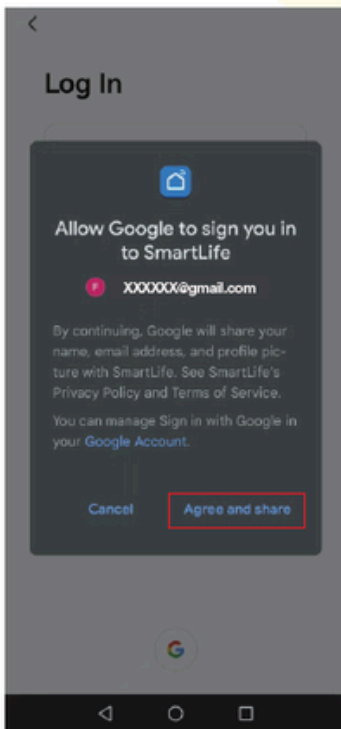 Log In
Allow Google to sign you in
to SmartLife
F XXXXXX@gmail.com
By continuing, Google will share your
name, email address, and profile pic-
ture with SmartLife. See SmartLife's
Privacy Policy and Terms of Service.
You can manage Sign in with Google in
your Google Account.
Cancel Agree and share
G